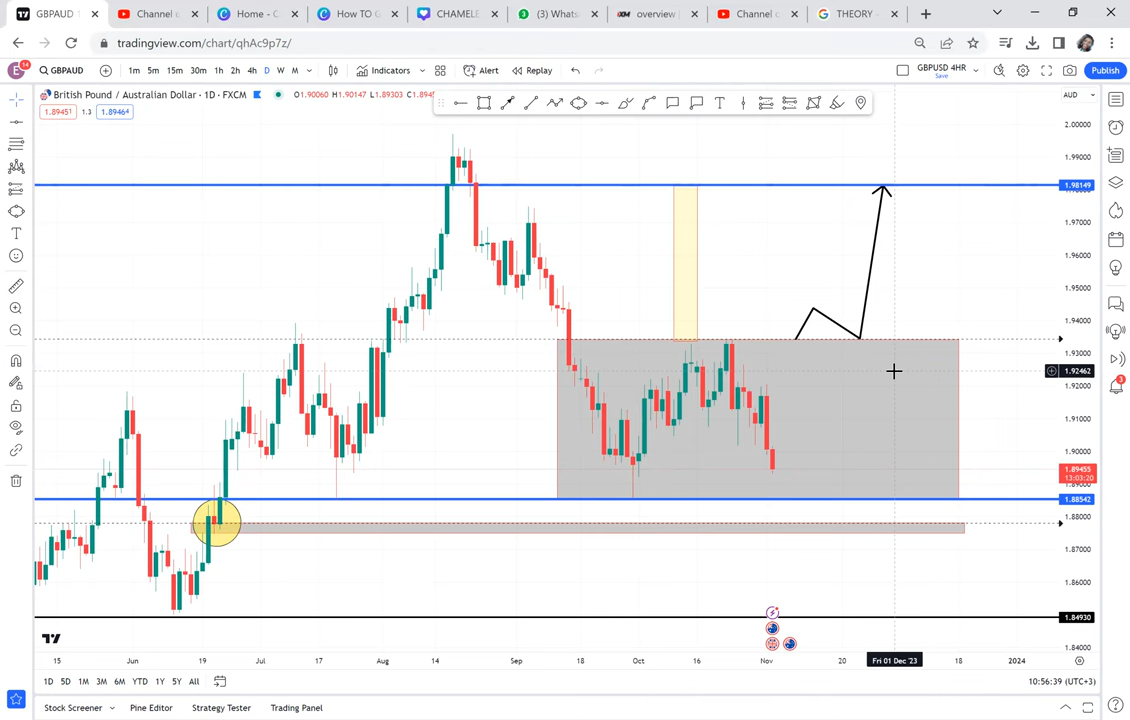 GBPAUD 1
Channel c
Home - C
How TO G
CHAMELE
(3) Whats
overview
Channel c
THEORY -
tradingview.com/chart/qhAc9p7z/
E 14 GBPAUD 1m 5m 15m 30m 1h 2h 4h D W M Indicators Alert Replay GBPUSD 4HR Save Publish
British Pound / Australian Dollar · 1D · FXCM O1.90060 H1.90147 L1.89303 AUD
1.89451 1.3 1.89464
2.00000
1.99000
1.98149
1.97000
1.96000
1.95000
1.94000
1.93000
1.92462
1.92000
1.91000
1.90000
1.89455
13:03:20
1.88542
1.88000
1.87000
1.86000
1.84930
1.84000
15 Jun 19 Jul 17 Aug 14 Sep 18 Oct 16 Nov 20 Fri 01 Dec '23 18 2024
1D 5D 1M 3M 6M YTD 1Y 5Y All 10:56:39 (UTC+3)
Stock Screener Pine Editor Strategy Tester Trading Panel
3